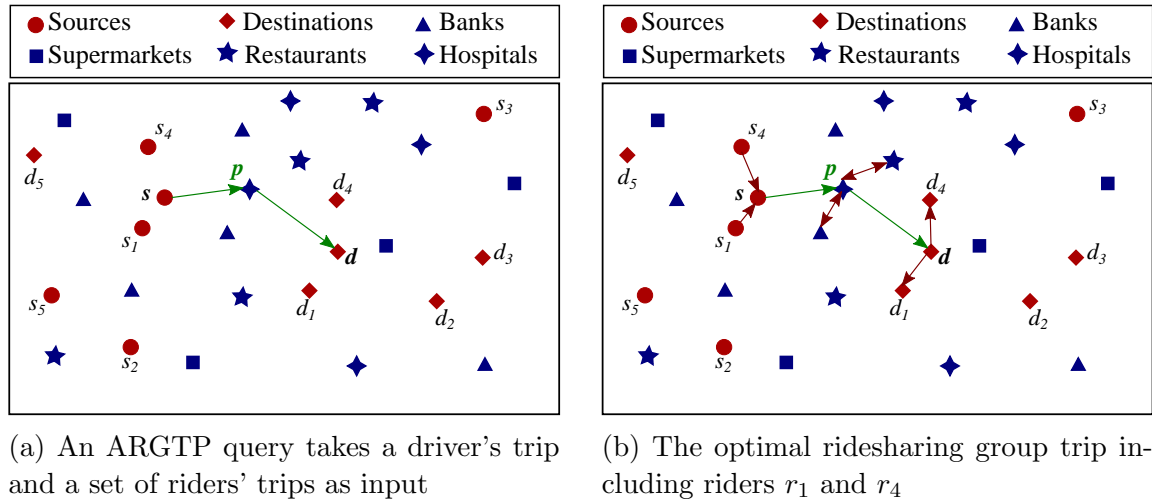 Sources Destinations Banks
Supermarkets Restaurants Hospitals
s3
s4
d5
p
s
d4
s1
d
d3
s5
d1
d2
s2
(a) An ARGTP query takes a driver's trip
and a set of riders' trips as input
Sources Destinations Banks
Supermarkets Restaurants Hospitals
s3
s4
d5
p
s
d4
s1
d
d3
s5
d1
d2
s2
(b) The optimal ridesharing group trip in-
cluding riders r1 and r4